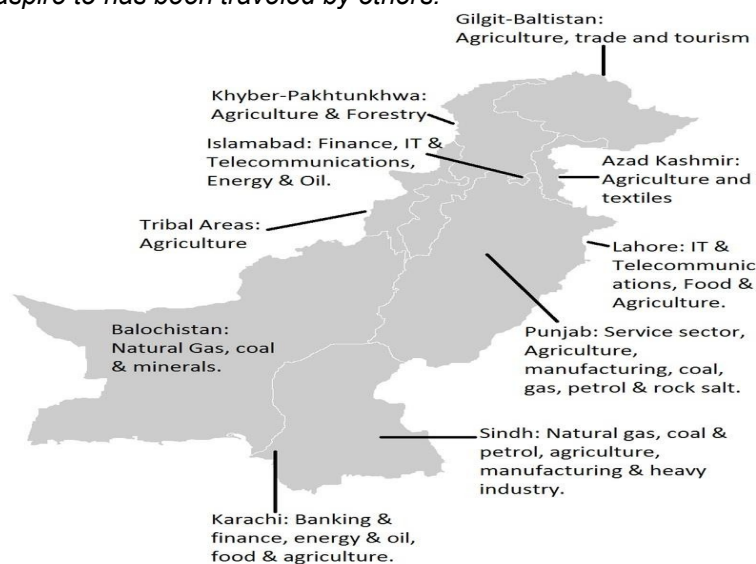 aspire to has been traveled by others.
Gilgit-Baltistan:
Agriculture, trade and tourism
Khyber-Pakhtunkhwa:
Agriculture & Forestry
Islamabad: Finance, IT &
Telecommunications,
Energy & Oil.
Azad Kashmir:
Agriculture and
textiles
Tribal Areas:
Agriculture
Lahore: IT &
Telecommunic
ations, Food &
Agriculture.
Balochistan:
Natural Gas, coal
& minerals.
Punjab: Service sector,
Agriculture,
manufacturing, coal,
gas, petrol & rock salt.
Sindh: Natural gas, coal &
petrol, agriculture,
manufacturing & heavy
industry.
Karachi: Banking &
finance, energy & oil,
food & agriculture.